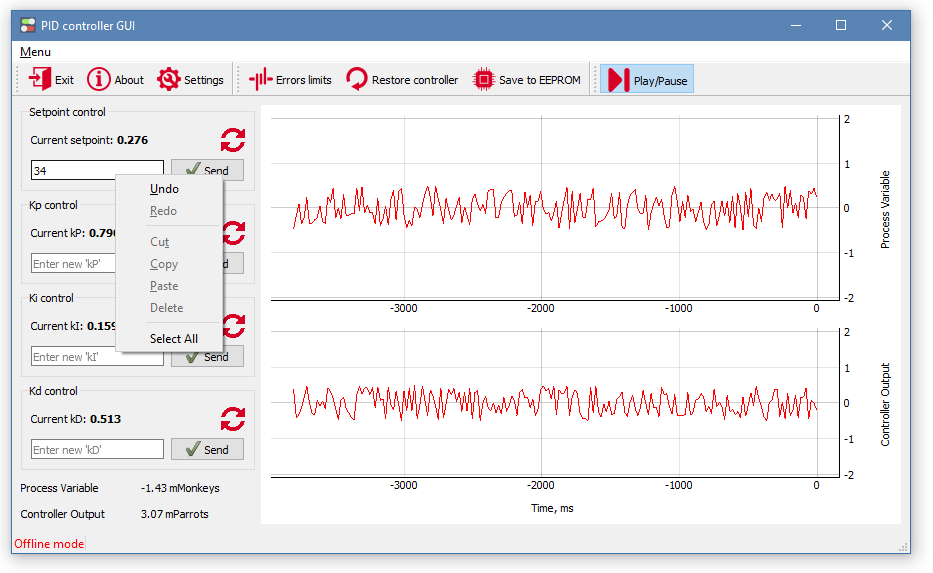 PID controller GUI
Menu
Exit About Settings Errors limits Restore controller Save to EEPROM Play/Pause
Setpoint control
Current setpoint: 0.276
34
Send
Undo
Redo
Cut
Copy
Paste
Delete
Select All
Kp control
Current kP: 0.790
Enter new 'kP'
Ki control
Current kI: 0.159
Enter new 'kI'
Send
Kd control
Current kD: 0.513
Enter new 'kD'
Send
Process Variable -1.43 mMonkeys
Controller Output 3.07 mParrots
Offline mode
2
1
0
-1
-2
Process Variable
-3000 -2000 -1000 0
2
1
0
-1
-2
Controller Output
-3000 -2000 -1000 0
Time, ms